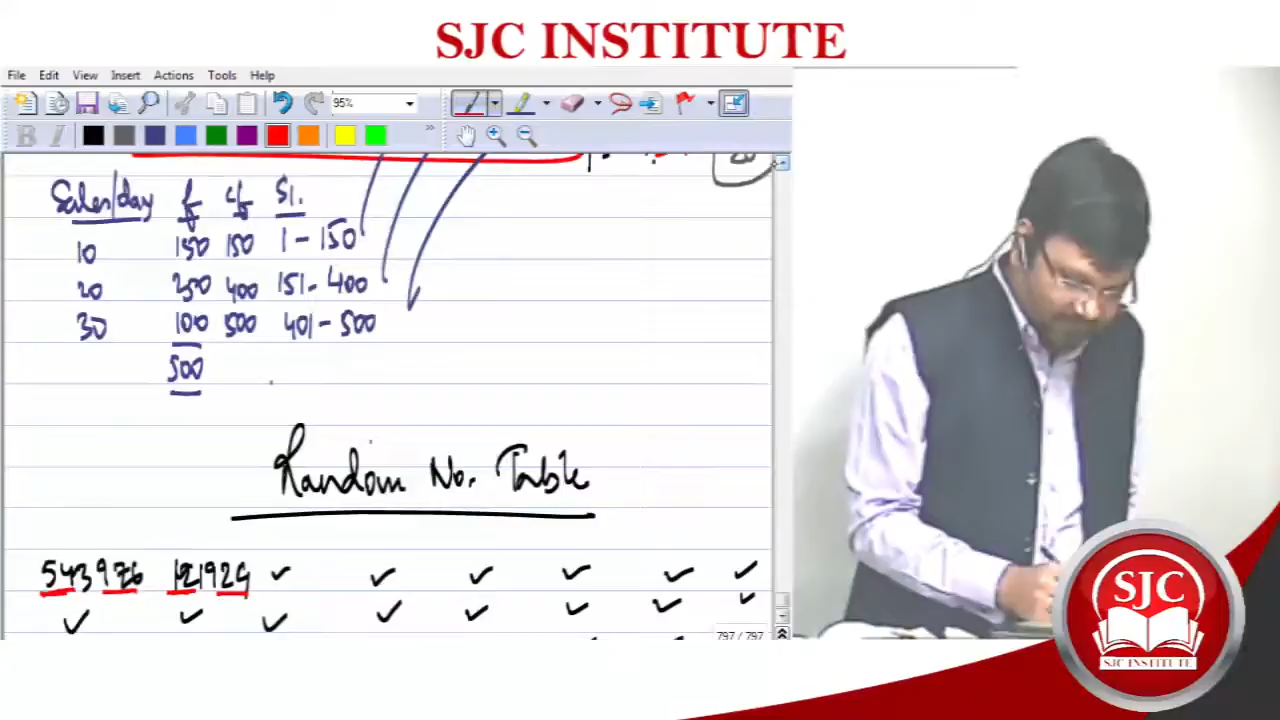 SJC INSTITUTE
File Edit View Insert Actions Tools Help
95%
B I
20
Sales/day f cf Sl.
10 150 150 1 - 150
20 250 400 151 - 400
30 100 500 401 - 500
500
Random No. Table
543976 121929
797 / 797
SJC
SJC INSTITUTE